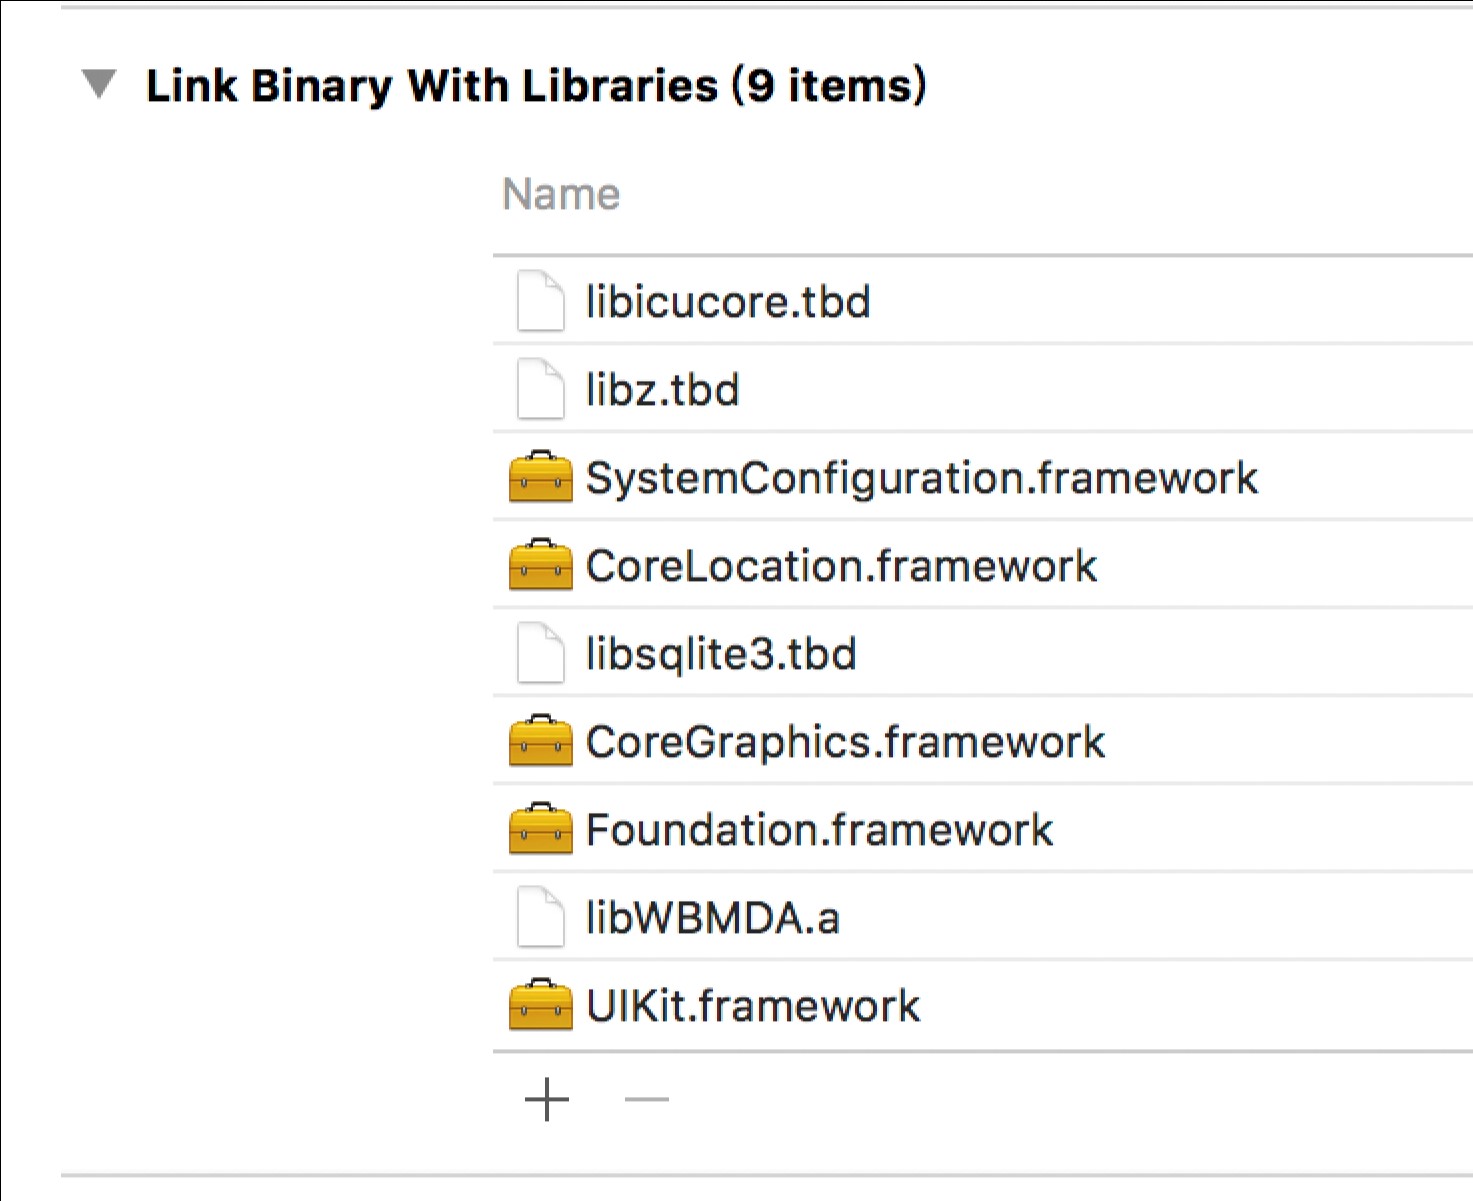 Link Binary With Libraries (9 items)
Name
libicucore.tbd
libz.tbd
SystemConfiguration.framework
CoreLocation.framework
libsqlite3.tbd
CoreGraphics.framework
Foundation.framework
libWBMDA.a
UIKit.framework